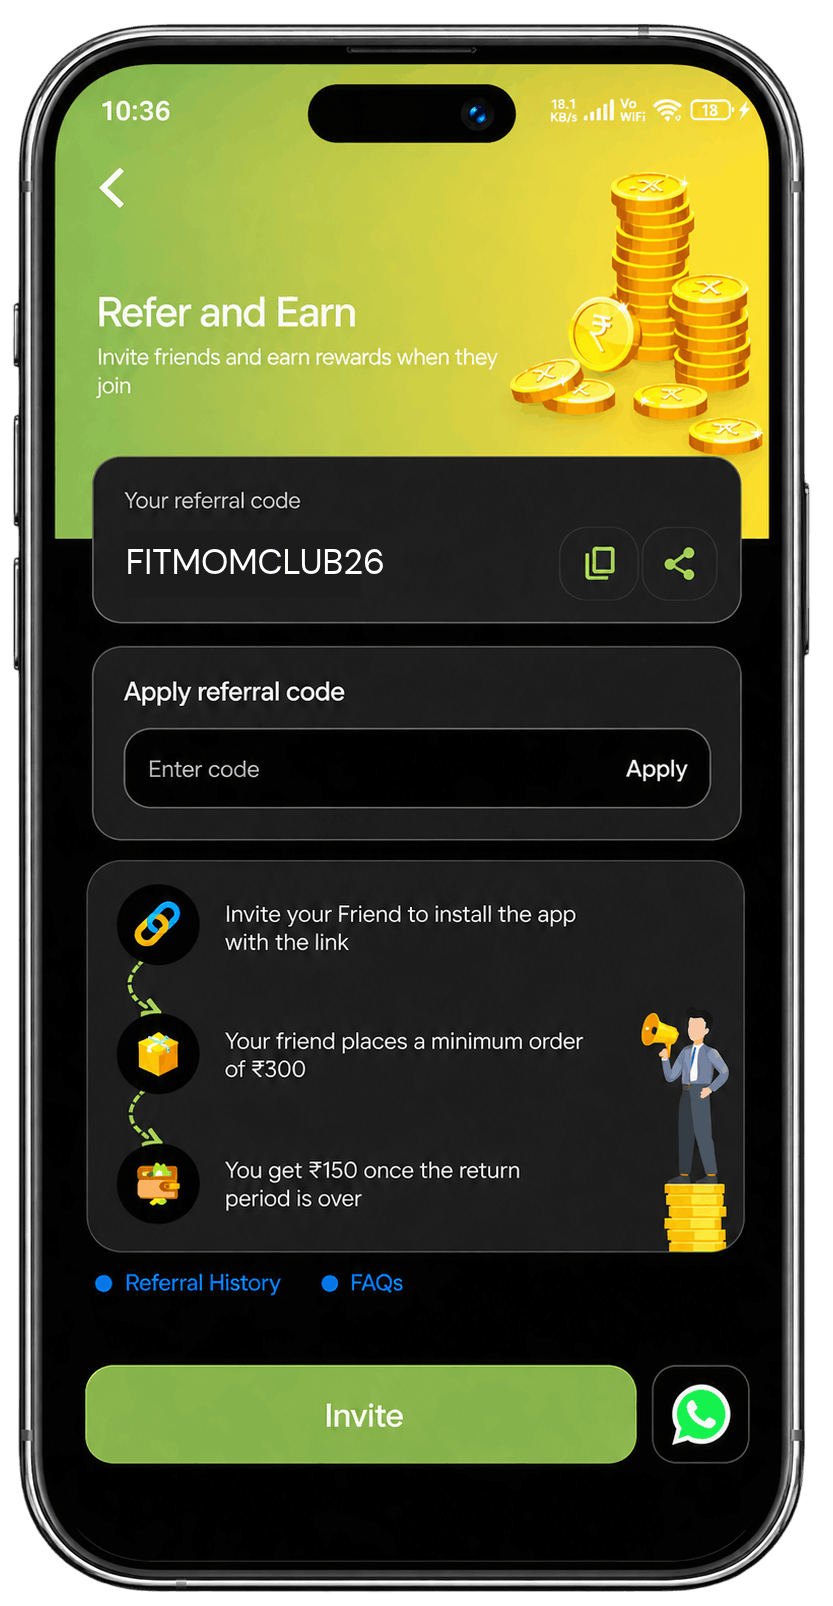 10:36
18.1 KB/s Vo WiFi 18
Refer and Earn
Invite friends and earn rewards when they
join
Your referral code
FITMOMCLUB26
Apply referral code
Enter code Apply
Invite your Friend to install the app
with the link
Your friend places a minimum order
of ₹300
You get ₹150 once the return
period is over
Referral History FAQs
Invite